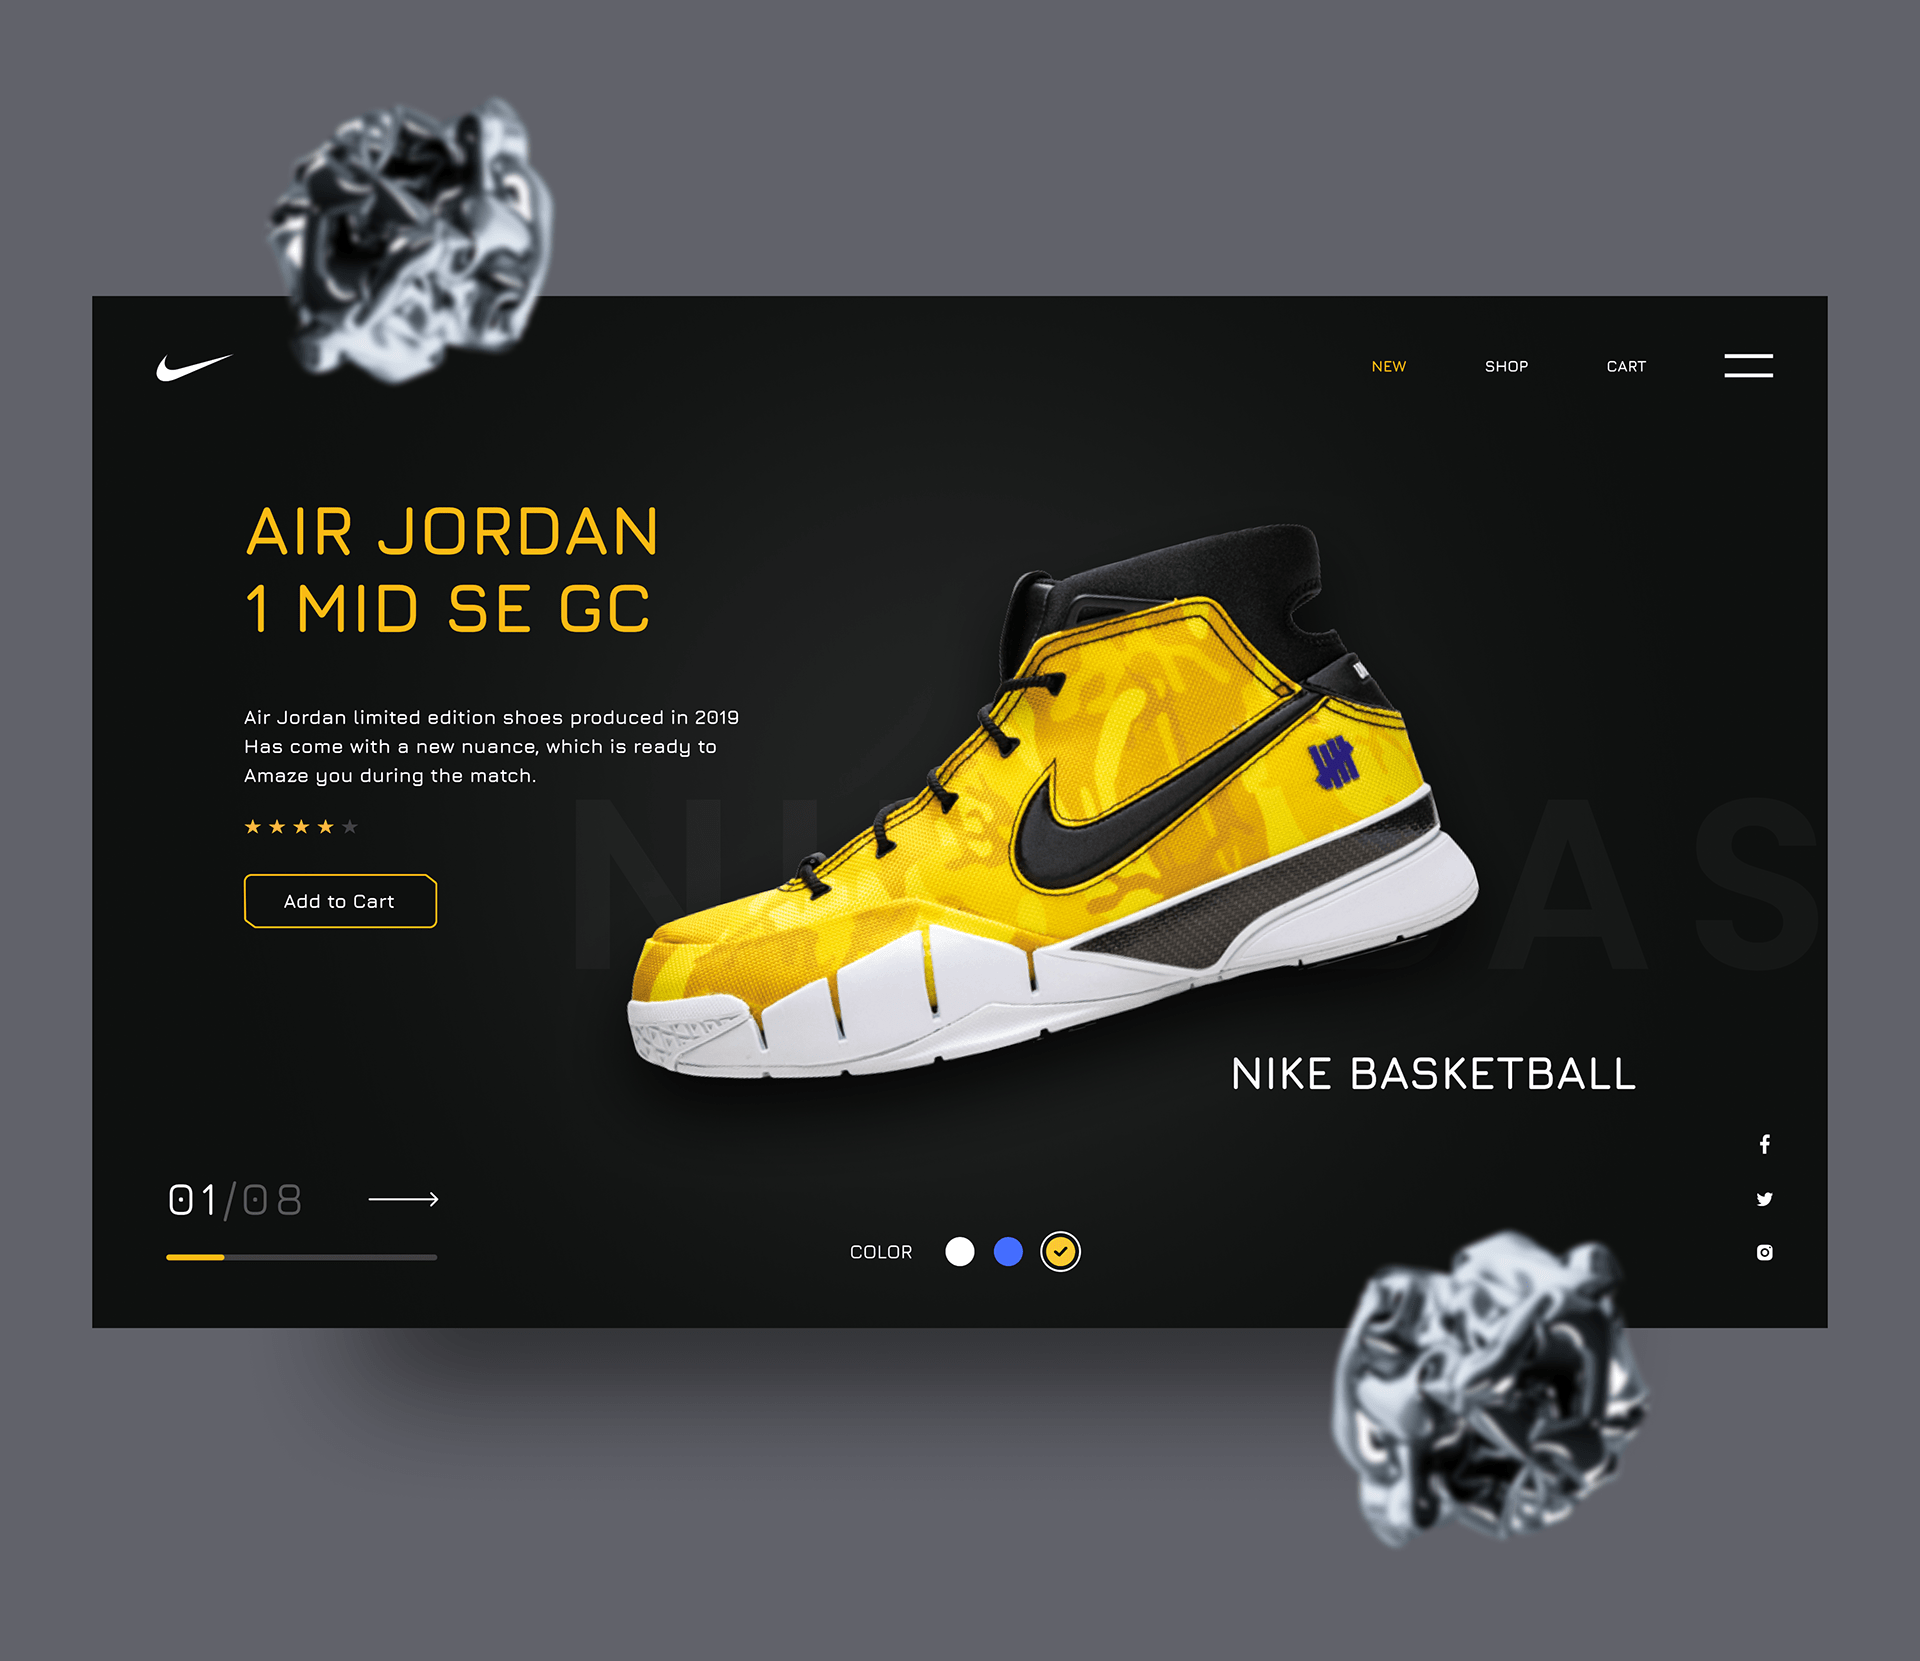 NEW SHOP CART
AIR JORDAN
1 MID SE GC
Air Jordan limited edition shoes produced in 2019
Has come with a new nuance, which is ready to
Amaze you during the match.
Add to Cart
NIKE BASKETBALL
01/08
COLOR